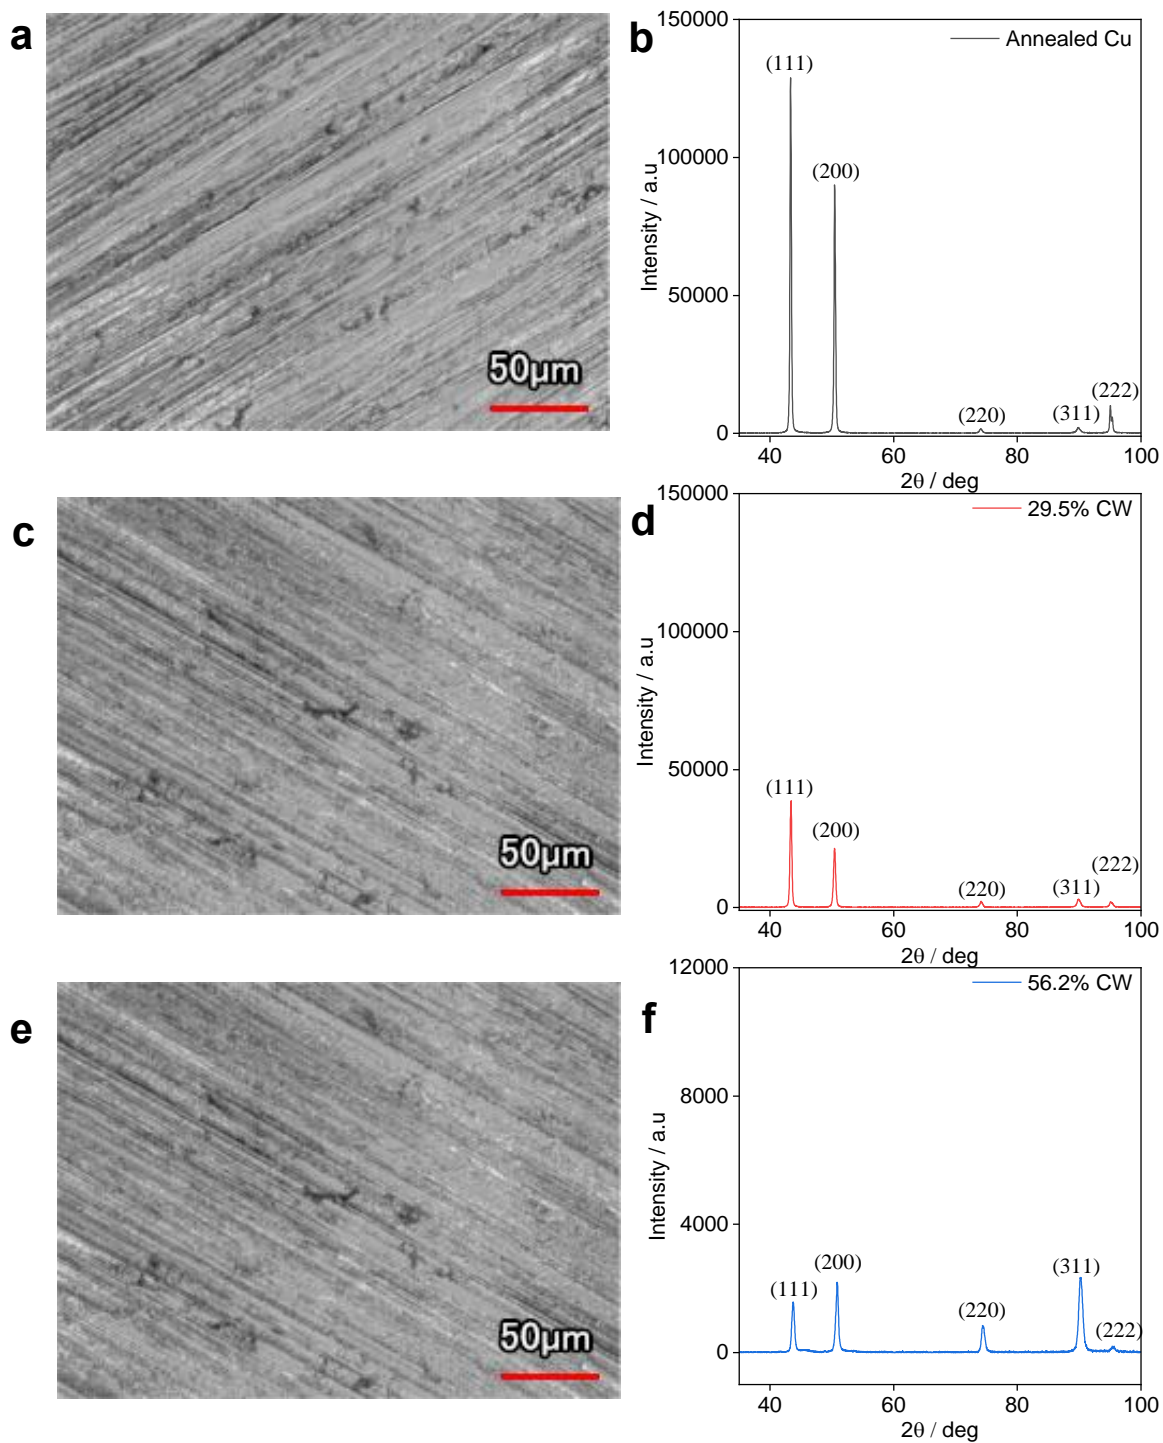 a
50µm
b
Annealed Cu
150000
100000
50000
0
Intensity / a.u
(111)
(200)
(220)
(311)
(222)
40
60
80
100
2θ / deg
c
50µm
d
29.5% CW
150000
100000
50000
0
Intensity / a.u
(111)
(200)
(220)
(311)
(222)
40
60
80
100
2θ / deg
e
50µm
f
56.2% CW
12000
8000
4000
0
Intensity / a.u
(111)
(200)
(220)
(311)
(222)
40
60
80
100
2θ / deg